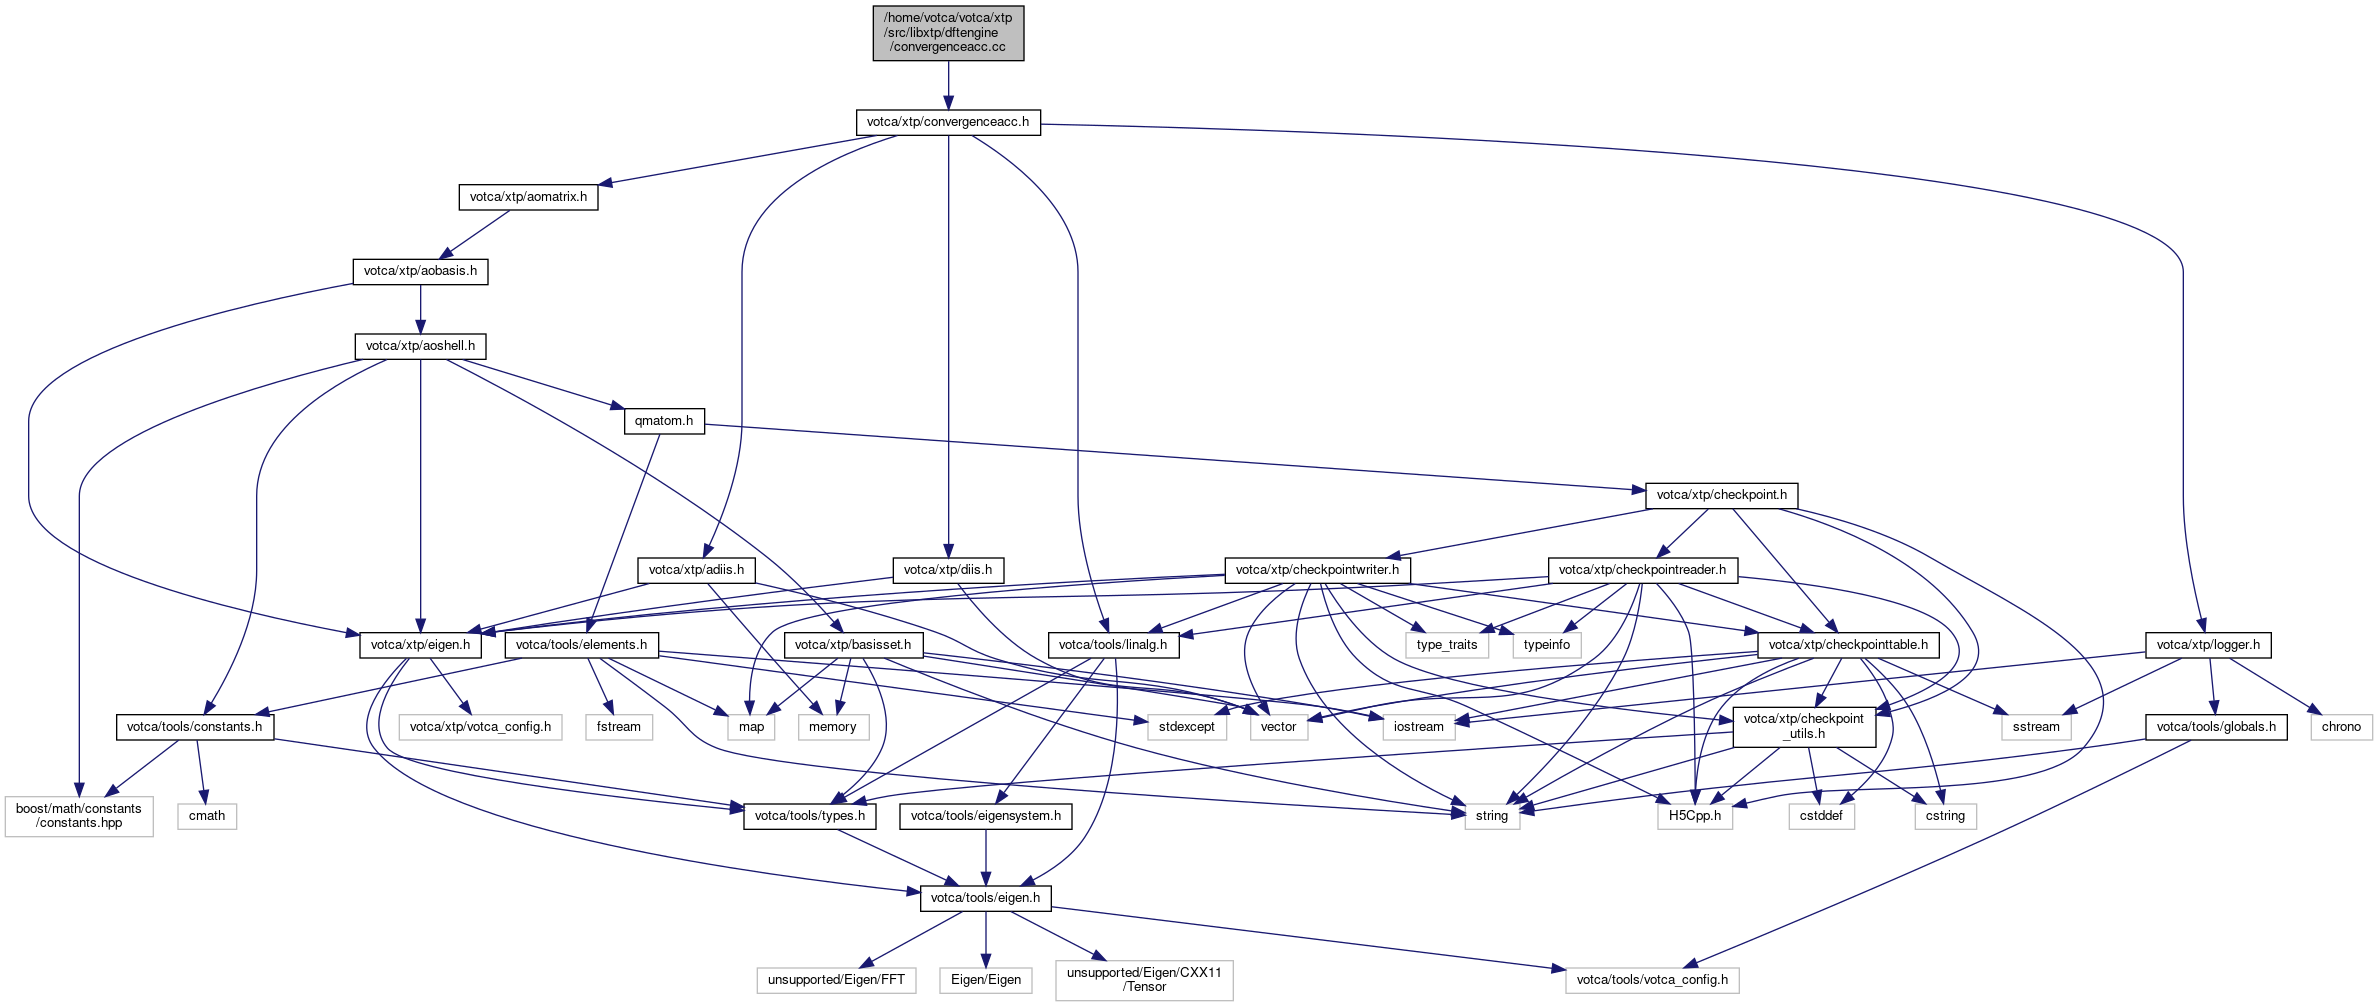 /home/votca/votca/xtp
/src/libxtp/dftengine
/convergenceacc.cc
votca/xtp/convergenceacc.h
votca/xtp/aomatrix.h
votca/xtp/aobasis.h
votca/xtp/aoshell.h
qmatom.h
votca/xtp/checkpoint.h
votca/xtp/adiis.h
votca/xtp/diis.h
votca/xtp/checkpointwriter.h
votca/xtp/checkpointreader.h
votca/xtp/eigen.h
votca/tools/elements.h
votca/xtp/basisset.h
votca/tools/linalg.h
type_traits
typeinfo
votca/xtp/checkpointtable.h
votca/xtp/logger.h
votca/tools/constants.h
votca/xtp/votca_config.h
fstream
map
memory
stdexcept
vector
iostream
votca/xtp/checkpoint
_utils.h
sstream
votca/tools/globals.h
chrono
boost/math/constants
/constants.hpp
cmath
votca/tools/types.h
votca/tools/eigensystem.h
string
H5Cpp.h
cstddef
cstring
votca/tools/eigen.h
unsupported/Eigen/FFT
Eigen/Eigen
unsupported/Eigen/CXX11
/Tensor
votca/tools/votca_config.h